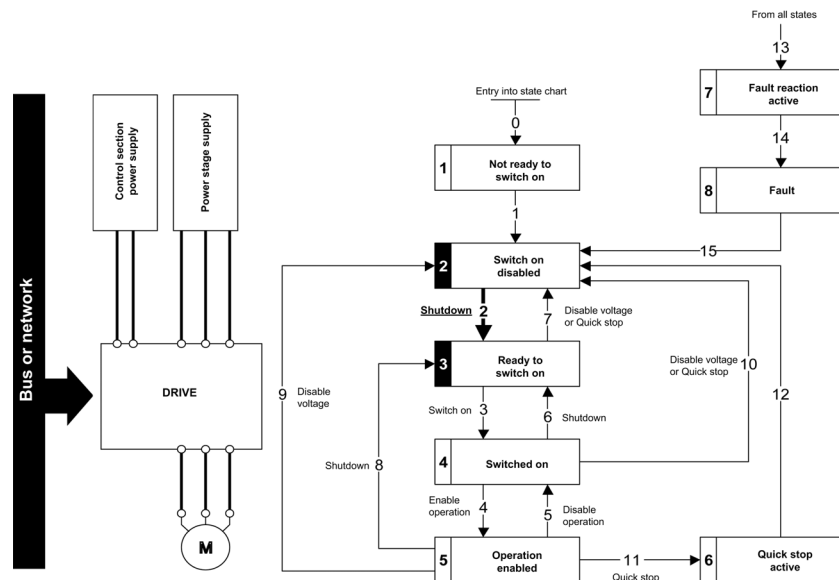 Bus or network
Control section
power supply
Power stage supply
DRIVE
M
From all states
13
7
Fault reaction
active
14
8
Fault
15
Entry into state chart
0
1
Not ready to
switch on
1
2
Switch on
disabled
Shutdown
2
7
Disable voltage
or Quick stop
3
Ready to
switch on
Switch on
3
6
Shutdown
4
Switched on
Enable
operation
4
5
Disable
operation
5
Operation
enabled
9
Disable
voltage
Shutdown
8
Disable voltage
or Quick stop
10
12
11
Quick stop
6
Quick stop
active